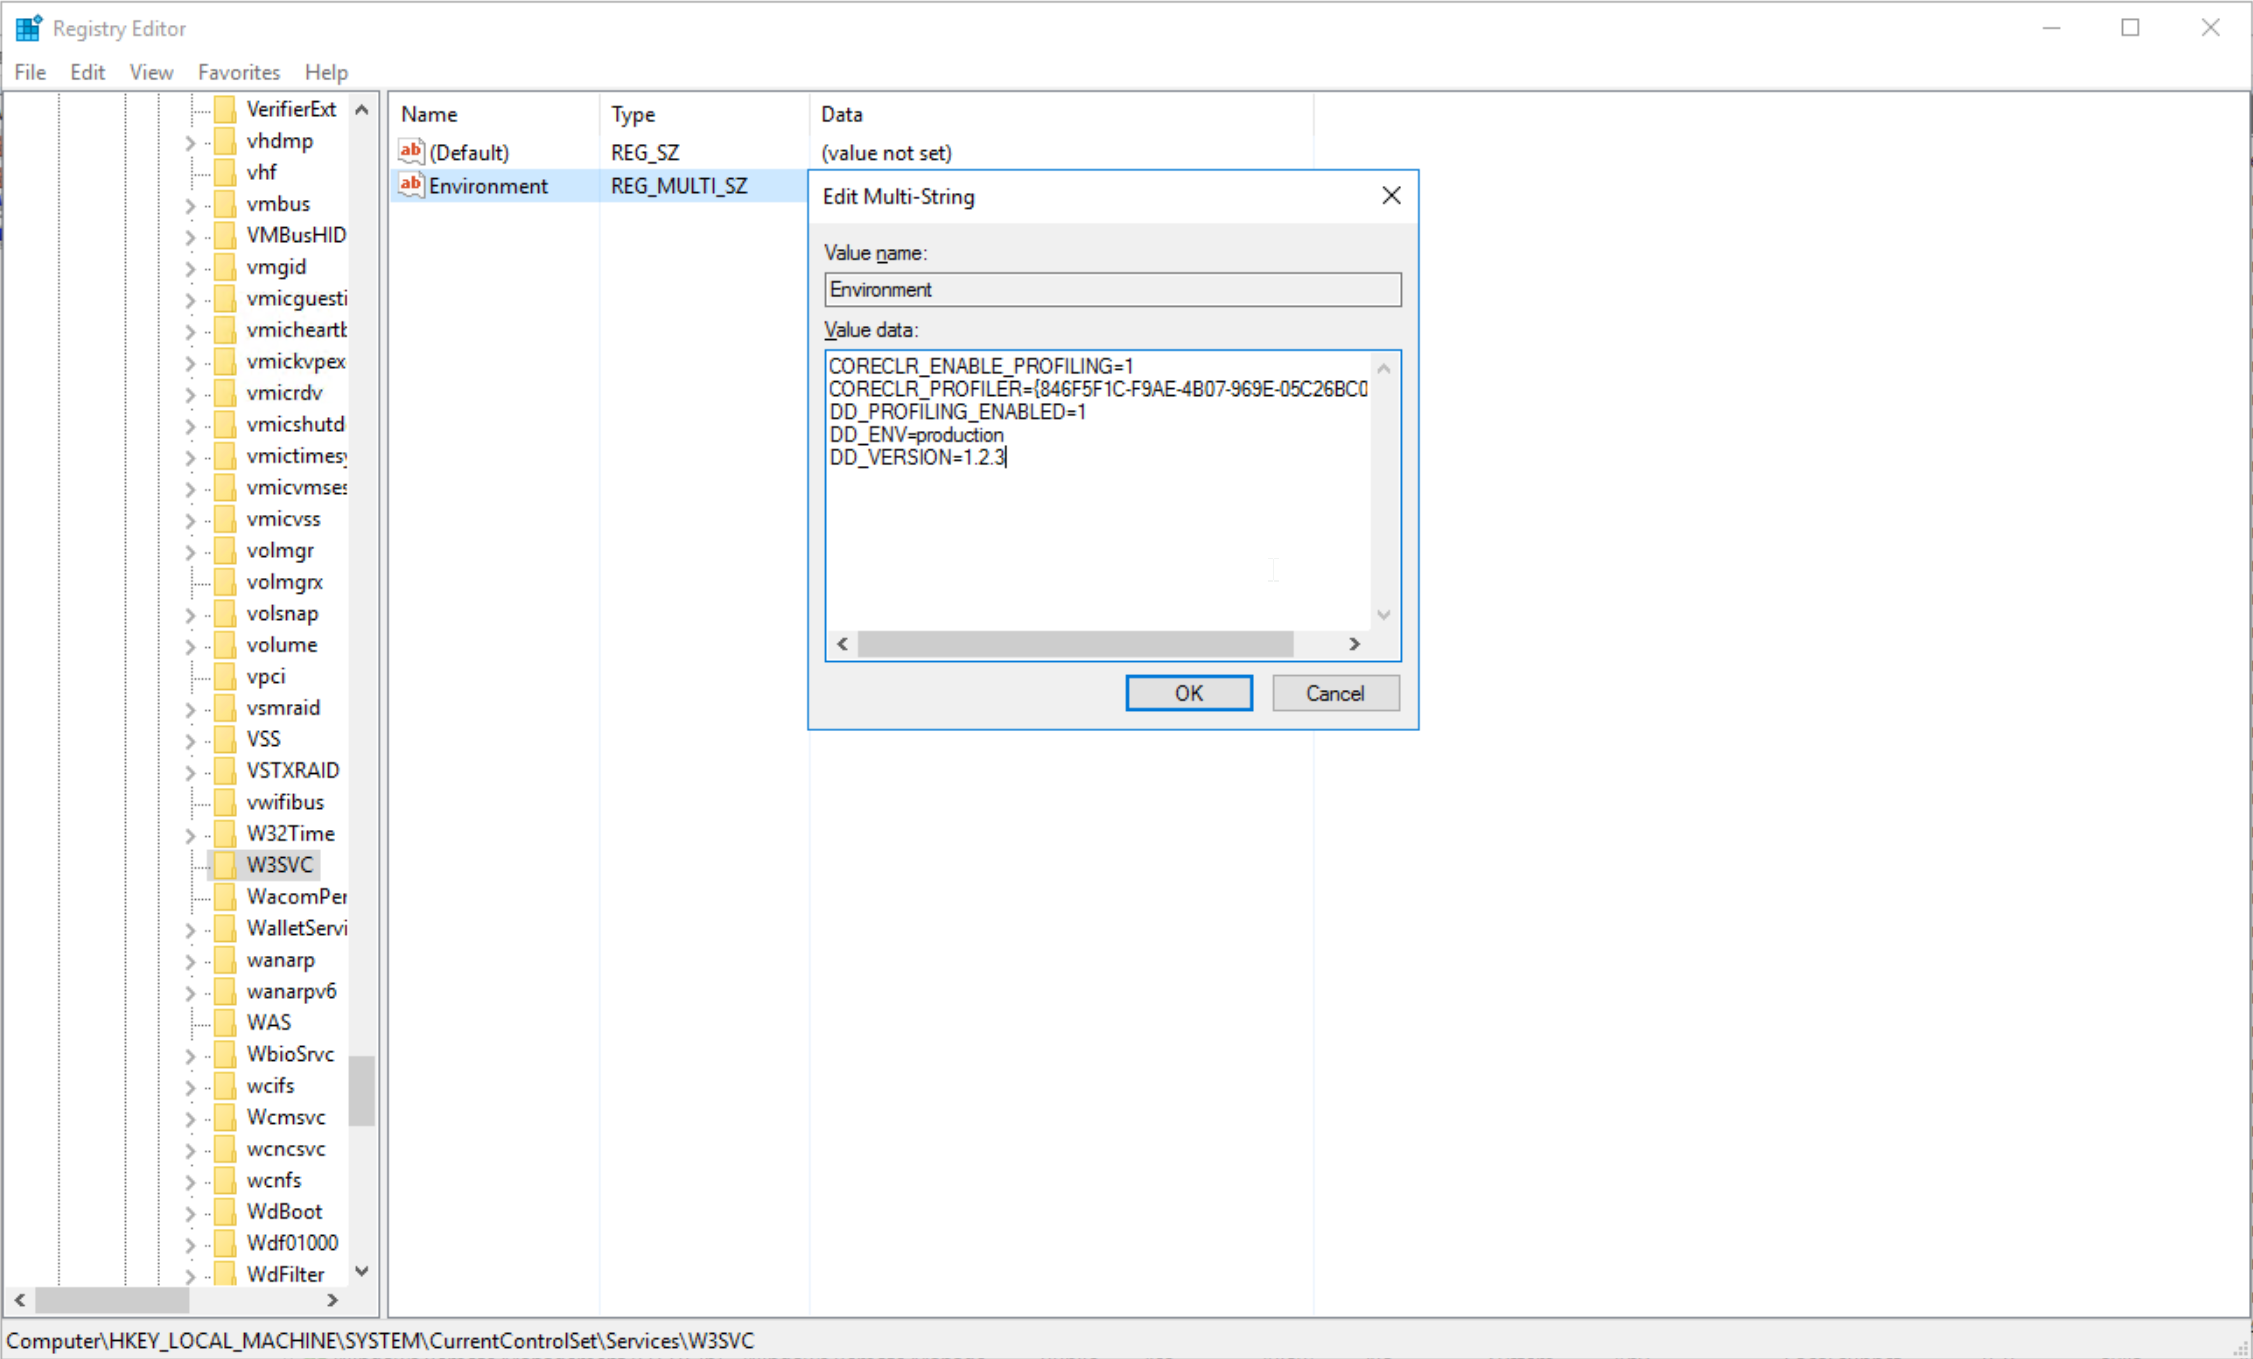 Registry Editor
File Edit View Favorites Help
VerifierExt
vhdmp
vhf
vmbus
VMBusHID
vmgid
vmicguesti
vmicheartb
vmickvpex
vmicrdv
vmicshutd
vmictimesy
vmicvmses
vmicvss
volmgr
volmgrx
volsnap
volume
vpci
vsmraid
VSS
VSTXRAID
vwifibus
W32Time
W3SVC
WacomPer
WalletServi
wanarp
wanarpv6
WAS
WbioSrvc
wcifs
Wcmsvc
wcncsvc
wcnfs
WdBoot
Wdf01000
WdFilter
Name Type Data
(Default) REG_SZ (value not set)
Environment REG_MULTI_SZ
Edit Multi-String
Value name:
Environment
Value data:
CORECLR_ENABLE_PROFILING=1
CORECLR_PROFILER={846F5F1C-F9AE-4B07-969E-05C26BC0
DD_PROFILING_ENABLED=1
DD_ENV=production
DD_VERSION=1.2.3
OK Cancel
Computer\HKEY_LOCAL_MACHINE\SYSTEM\CurrentControlSet\Services\W3SVC